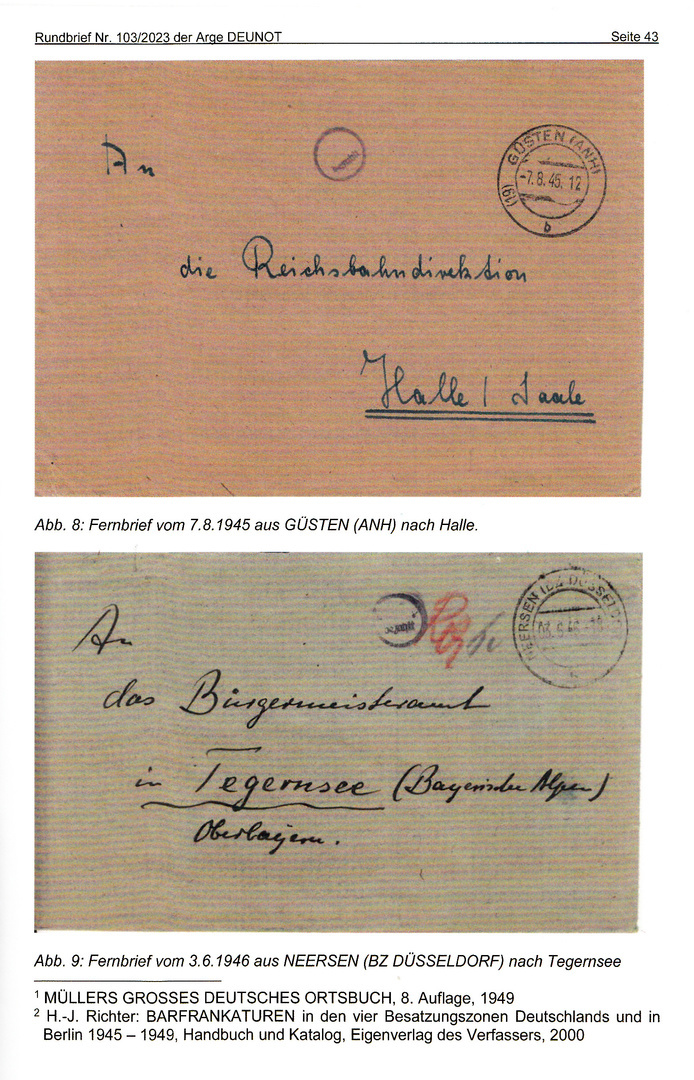 Rundbrief Nr. 103/2023 der Arge DEUNOT Seite 43
An
GÜSTEN (ANH)
-7.8.45. 12
(19)
b
die Reichsbahndirektion
Halle / Saale
Abb. 8: Fernbrief vom 7.8.1945 aus GÜSTEN (ANH) nach Halle.
NEERSEN (BZ DÜSSELDORF)
An
das Bürgermeisteramt
in Tegernsee (Bayerische Alpen)
Oberbayern.
Abb. 9: Fernbrief vom 3.6.1946 aus NEERSEN (BZ DÜSSELDORF) nach Tegernsee
1 MÜLLERS GROSSES DEUTSCHES ORTSBUCH, 8. Auflage, 1949
2 H.-J. Richter: BARFRANKATUREN in den vier Besatzungszonen Deutschlands und in
Berlin 1945 – 1949, Handbuch und Katalog, Eigenverlag des Verfassers, 2000